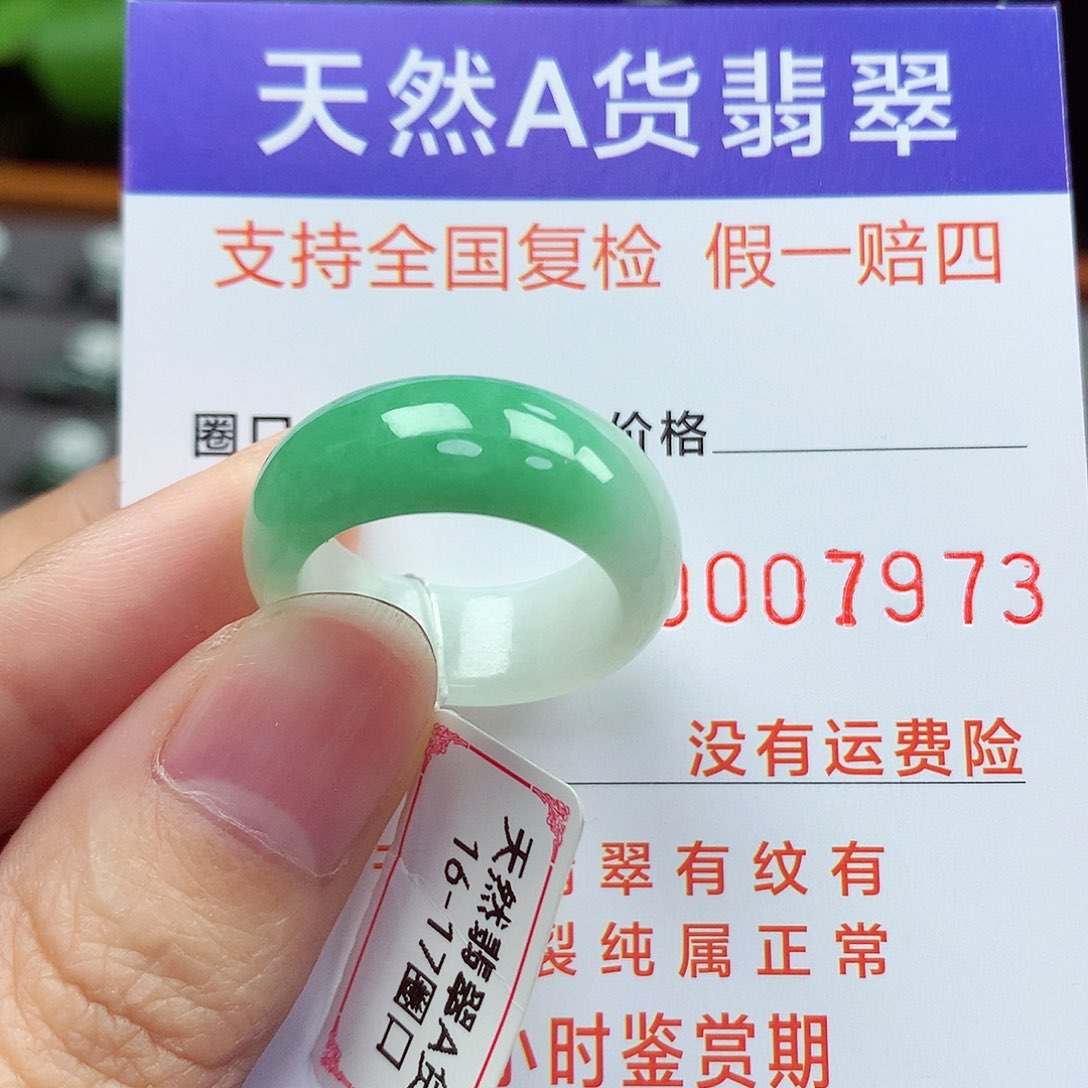 天然A货翡翠
支持全国复检 假一赔四
圈口 价格
0007973
没有运费险
翠有纹有
裂纯属正常
小时鉴赏期
天然翡翠A货
16-17圈口